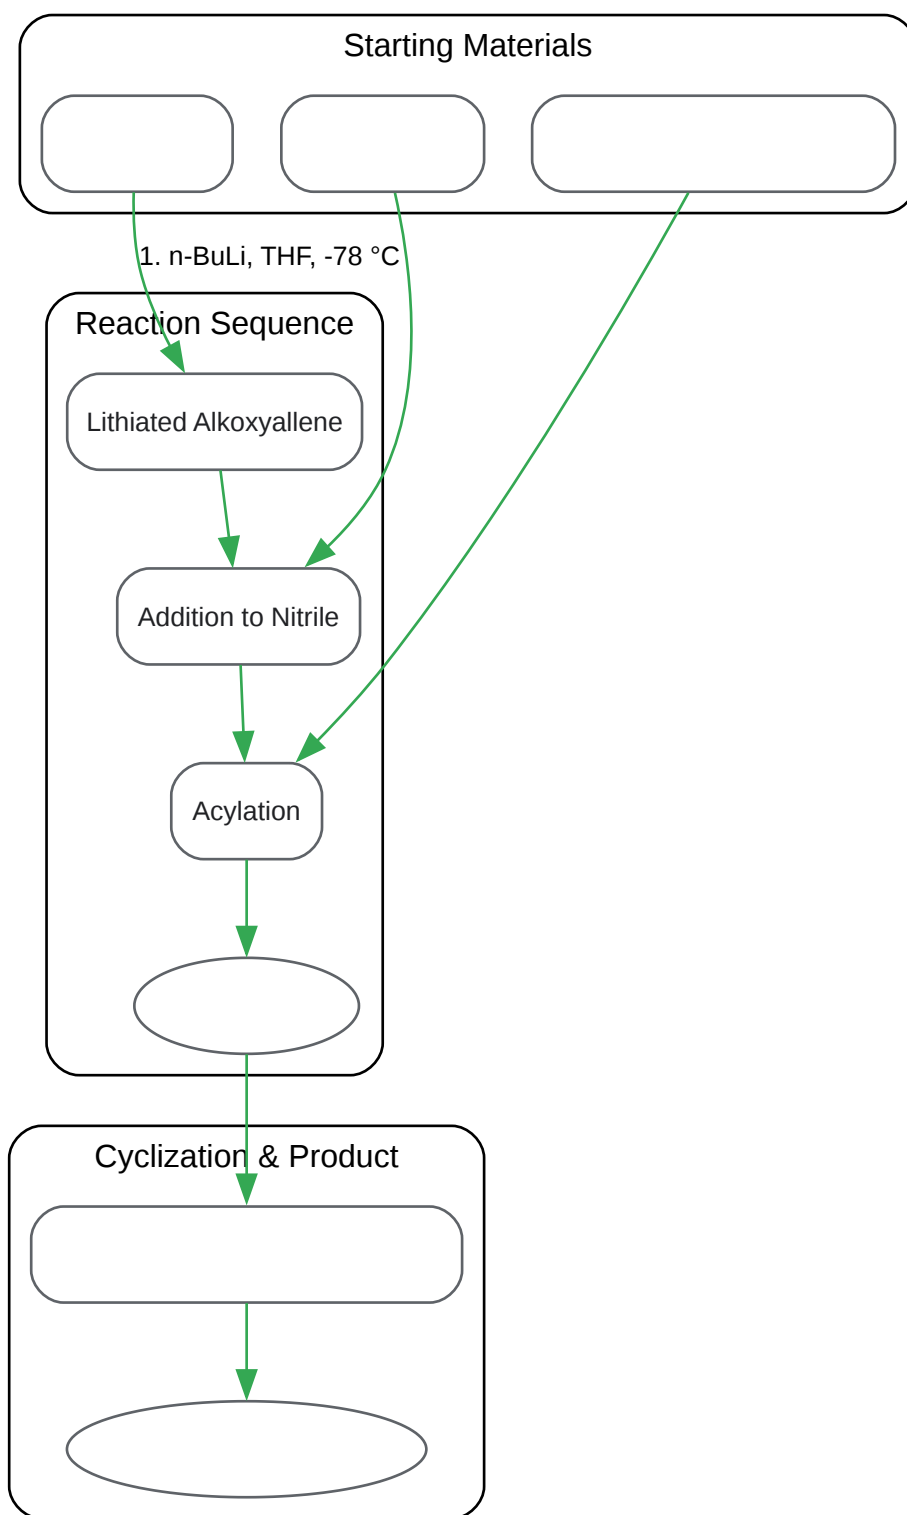 Starting Materials
1. n-BuLi, THF, -78 °C
Reaction Sequence
Lithiated Alkoxyallene
Addition to Nitrile
Acylation
Cyclization & Product